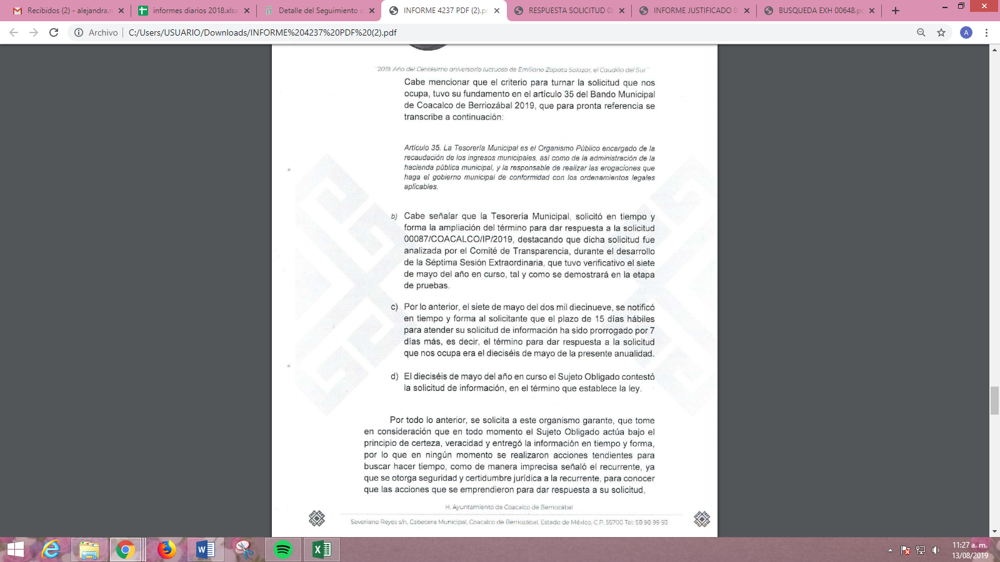 Recibidos (2) - alejandra.r
informes diarios 2018.xlsx
Detalle del Seguimiento d
INFORME 4237 PDF (2).pd
RESPUESTA SOLICITUD 0
INFORME JUSTIFICADO 0
BUSQUEDA EXH 00648.pd
Archivo C:/Users/USUARIO/Downloads/INFORME%204237%20PDF%20(2).pdf
A
"2019. Año del Centésimo aniversario luctuoso de Emiliano Zapata Salazar, el Caudillo del Sur"
Cabe mencionar que el criterio para turnar la solicitud que nos
ocupa, tuvo su fundamento en el artículo 35 del Bando Municipal
de Coacalco de Berriozábal 2019, que para pronta referencia se
transcribe a continuación:
Artículo 35. La Tesorería Municipal es el Organismo Público encargado de la
recaudación de los ingresos municipales, así como de la administración de la
hacienda pública municipal, y la responsable de realizar las erogaciones que
haga el gobierno municipal de conformidad con los ordenamientos legales
aplicables.
b) Cabe señalar que la Tesorería Municipal, solicitó en tiempo y
forma la ampliación del término para dar respuesta a la solicitud
00087/COACALCO/IP/2019, destacando que dicha solicitud fue
analizada por el Comité de Transparencia, durante el desarrollo
de la Séptima Sesión Extraordinaria, que tuvo verificativo el siete
de mayo del año en curso, tal y como se demostrará en la etapa
de pruebas.
c) Por lo anterior, el siete de mayo del dos mil diecinueve, se notificó
en tiempo y forma al solicitante que el plazo de 15 días hábiles
para atender su solicitud de información ha sido prorrogado por 7
días más, es decir, el término para dar respuesta a la solicitud
que nos ocupa era el dieciséis de mayo de la presente anualidad.
d) El dieciséis de mayo del año en curso el Sujeto Obligado contestó
la solicitud de información, en el término que establece la ley.
Por todo lo anterior, se solicita a este organismo garante, que tome
en consideración que en todo momento el Sujeto Obligado actúa bajo el
principio de certeza, veracidad y entregó la información en tiempo y forma,
por lo que en ningún momento se realizaron acciones tendientes para
buscar hacer tiempo, como de manera imprecisa señaló el recurrente, ya
que se otorga seguridad y certidumbre jurídica a la recurrente, para conocer
que las acciones que se emprendieron para dar respuesta a su solicitud,
H. Ayuntamiento de Coacalco de Berriozábal
Severiano Reyes s/n, Cabecera Municipal, Coacalco de Berriozábal, Estado de México, C.P. 55700 Tel: 58 98 99 93
11:27 a. m.
13/08/2019